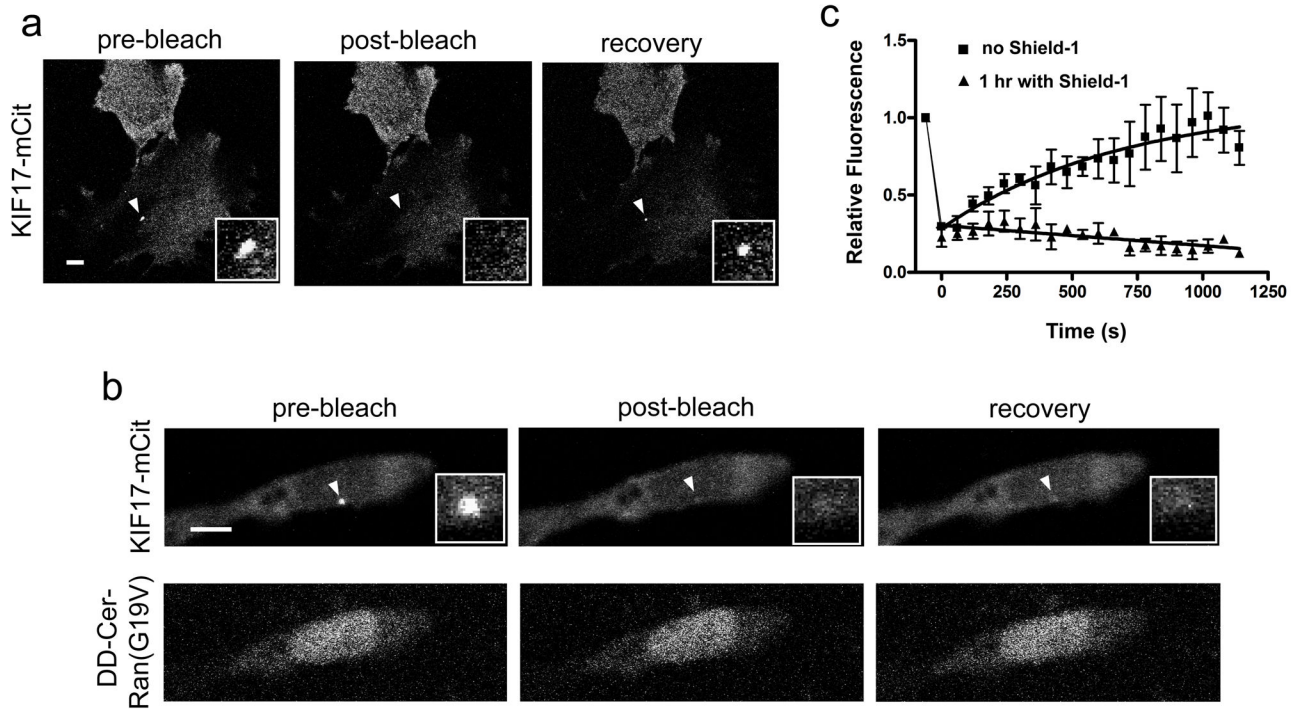 a
pre-bleach
post-bleach
recovery
KIF17-mCit
c
1.5
1.0
0.5
0.0
Relative Fluorescence
no Shield-1
1 hr with Shield-1
0
250
500
750
1000
1250
Time (s)
b
pre-bleach
post-bleach
recovery
KIF17-mCit
DD-Cer-
Ran(G19V)